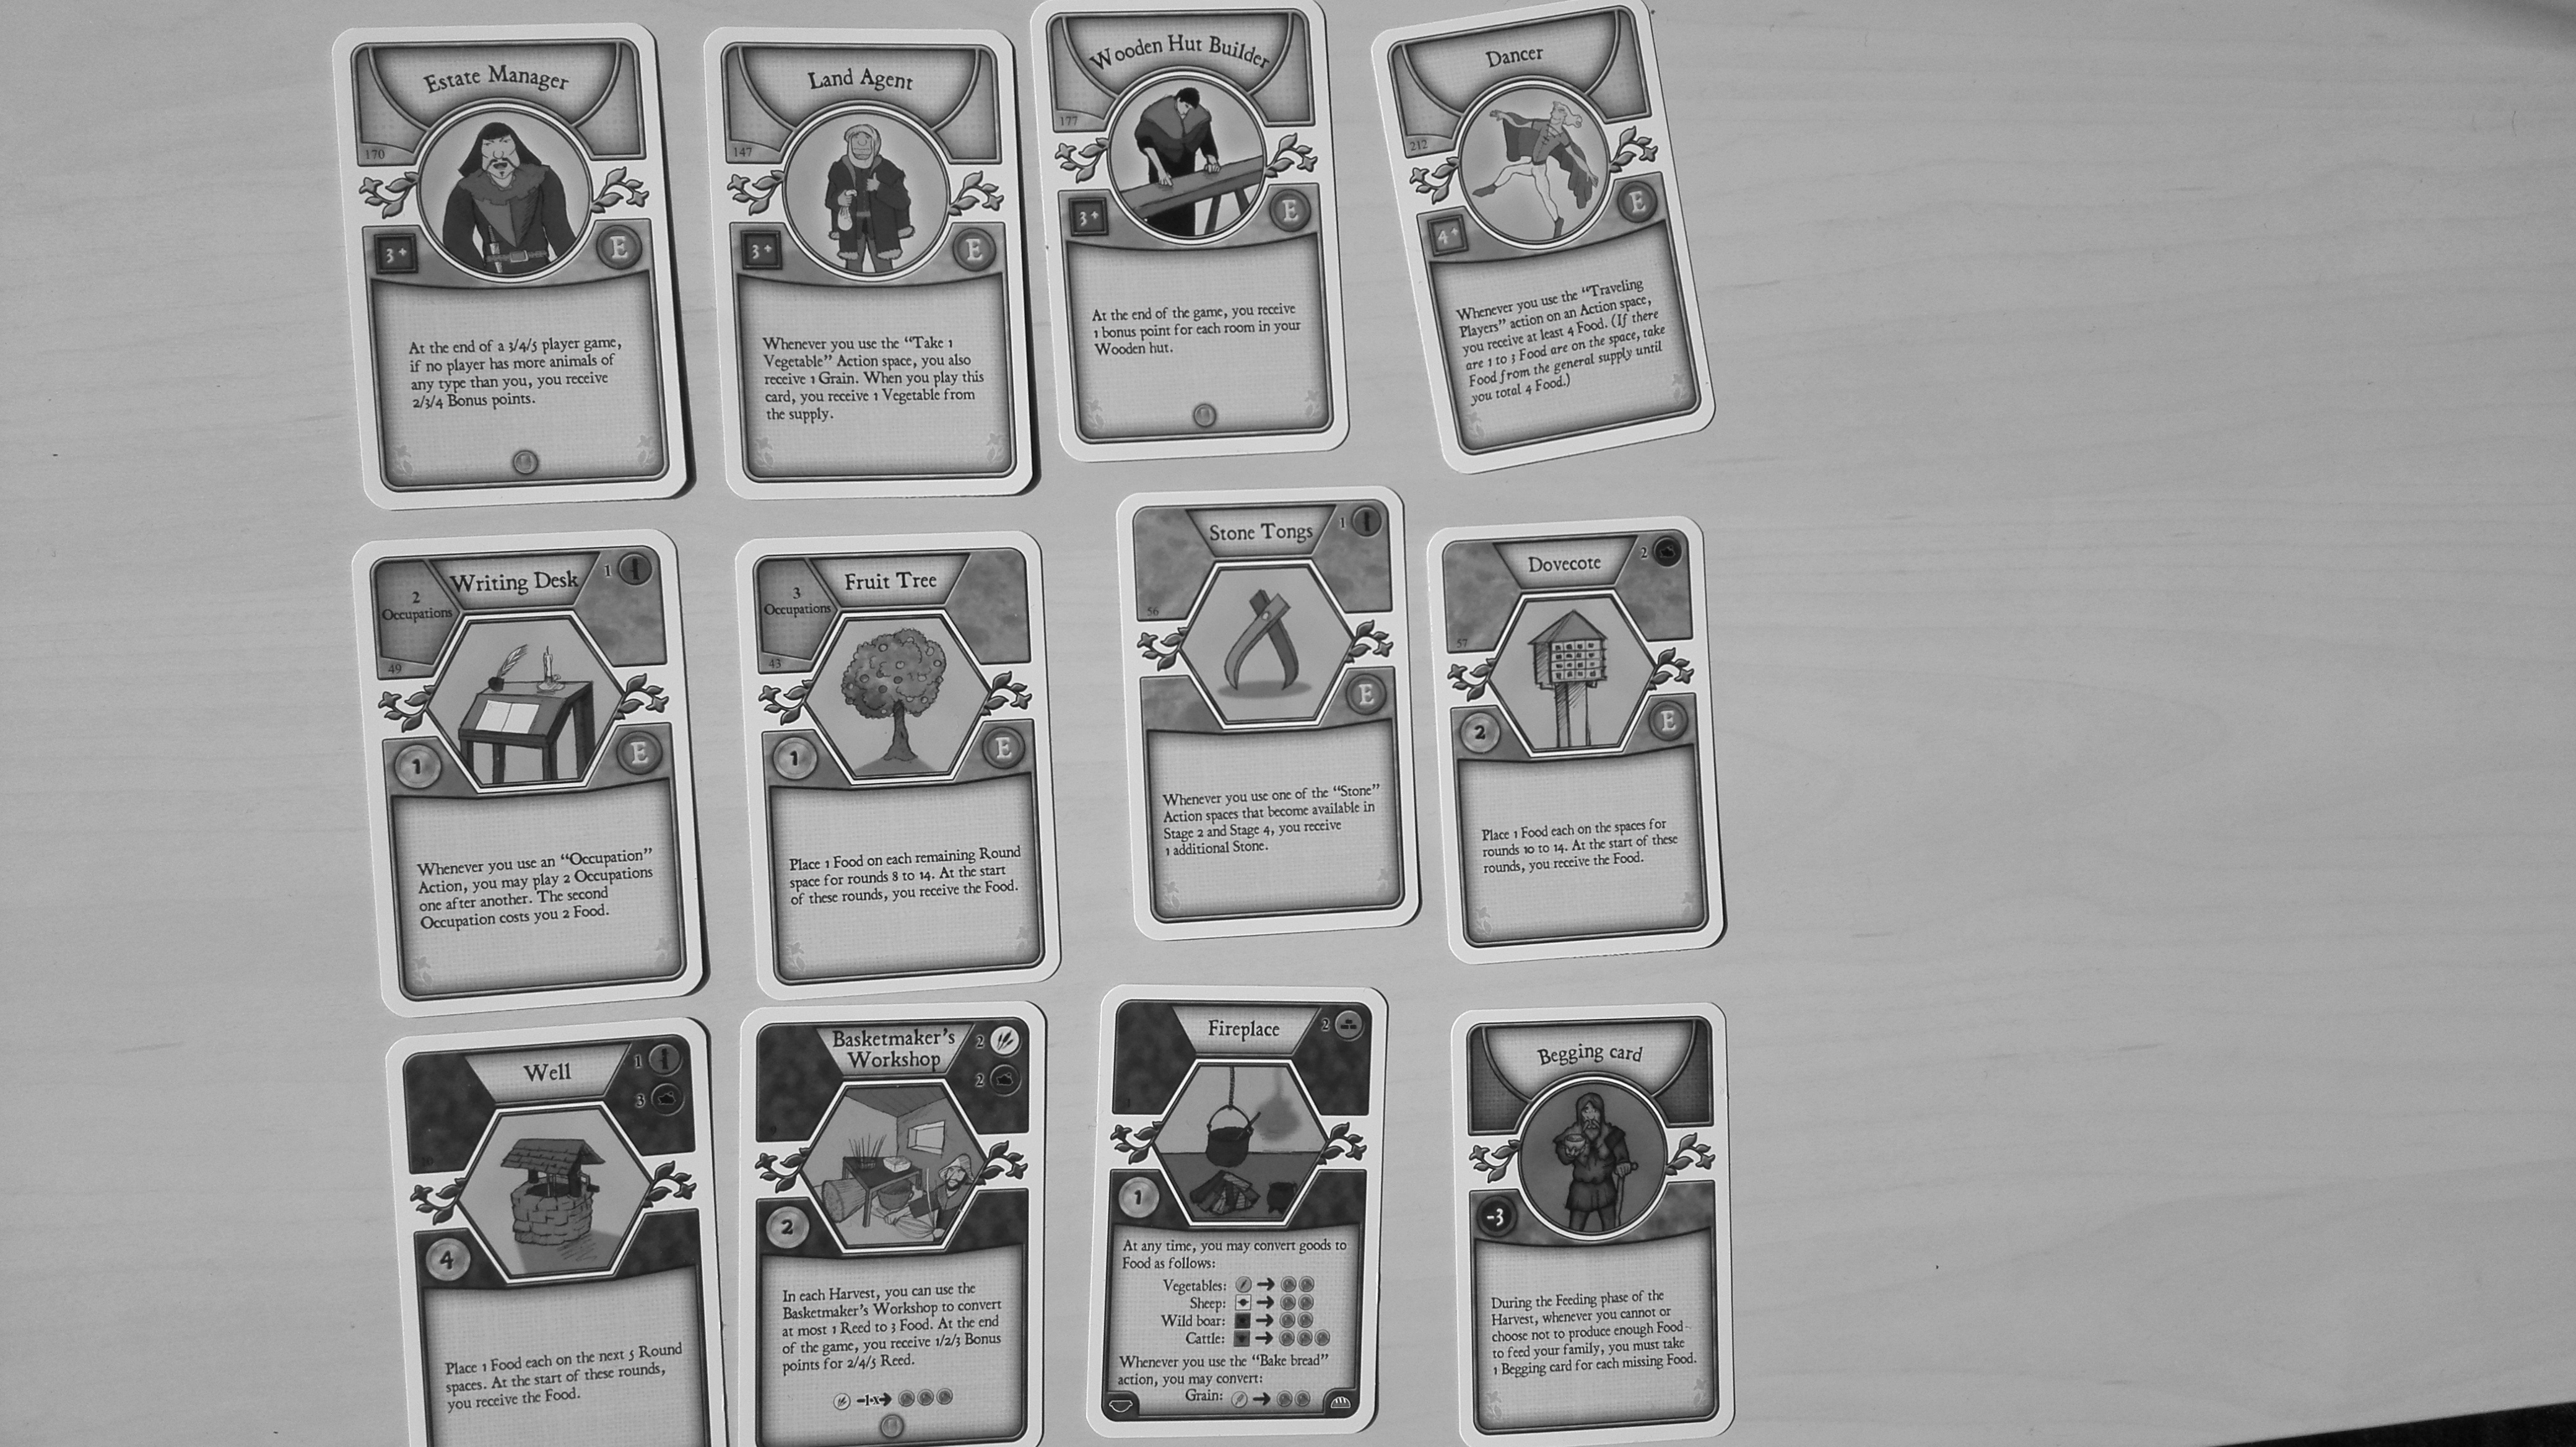 Estate Manager
170
3+
E
At the end of a 3/4/5 player game,
if no player has more animals of
any type than you, you receive
2/3/4 Bonus points.
Land Agent
147
3+
E
Whenever you use the “Take 1
Vegetable” Action space, you also
receive 1 Grain. When you play this
card, you receive 1 Vegetable from
the supply.
Wooden Hut Builder
177
3+
E
At the end of the game, you receive
1 bonus point for each room in your
Wooden hut.
Dancer
212
4+
E
Whenever you use the “Traveling
Players” action on an Action space,
you receive at least 4 Food. (If there
are 1 to 3 Food are on the space, take
Food from the general supply until
you total 4 Food.)
Writing Desk
1
2
Occupations
49
1
E
Whenever you use an “Occupation”
Action, you may play 2 Occupations
one after another. The second
Occupation costs you 2 Food.
Fruit Tree
3
Occupations
43
1
E
Place 1 Food on each remaining Round
space for rounds 8 to 14. At the start
of these rounds, you receive the Food.
Stone Tongs
1
56
E
Whenever you use one of the “Stone”
Action spaces that become available in
Stage 2 and Stage 4, you receive
1 additional Stone.
Dovecote
2
57
2
E
Place 1 Food each on the spaces for
rounds 10 to 14. At the start of these
rounds, you receive the Food.
Well
1
3
4
Place 1 Food each on the next 5 Round
spaces. At the start of these rounds,
you receive the Food.
Basketmaker's
Workshop
2
2
2
In each Harvest, you can use the
Basketmaker's Workshop to convert
at most 1 Reed to 3 Food. At the end
of the game, you receive 1/2/3 Bonus
points for 2/4/5 Reed.
1x
Fireplace
2
1
At any time, you may convert goods to
Food as follows:
Vegetables:
Sheep:
Wild boar:
Cattle:
Whenever you use the “Bake bread”
action, you may convert:
Grain:
Begging card
-3
During the Feeding phase of the
Harvest, whenever you cannot or
choose not to produce enough Food
to feed your family, you must take
1 Begging card for each missing Food.